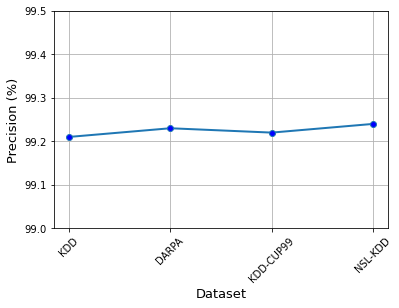 99.5
99.4
99.3
99.2
99.1
99.0
Precision (%)
KDD
DARPA
KDD-CUP99
NSL-KDD
Dataset